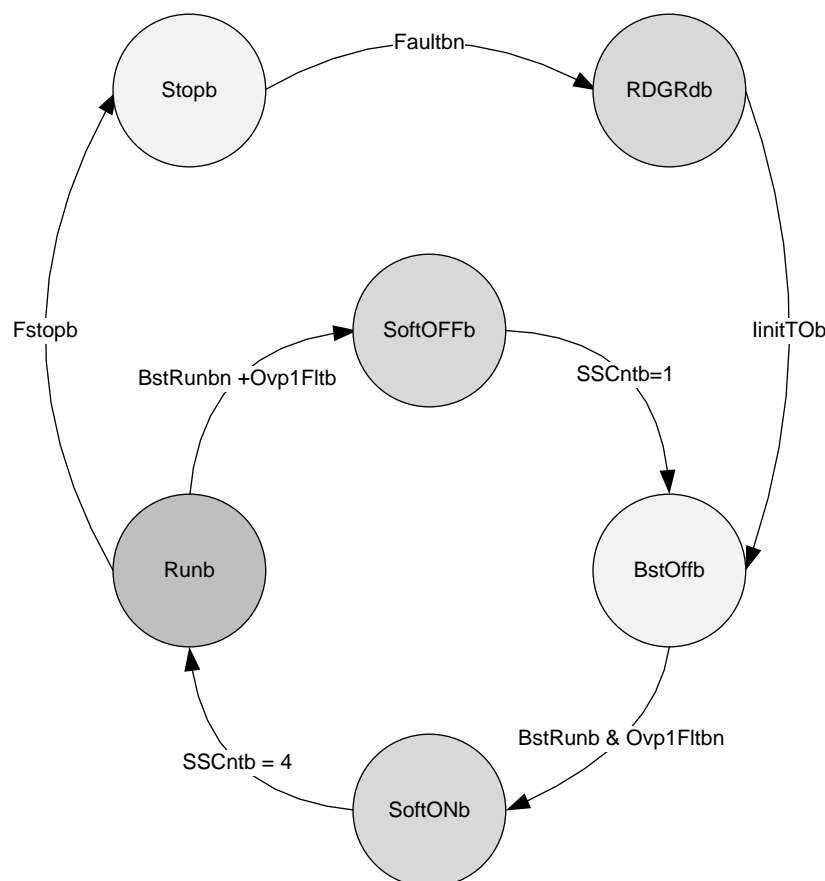 Faultbn
Stopb
RDGRdb
Fstopb
SoftOFFb
IinitTOb
BstRunbn +Ovp1Fltb
SSCntb=1
Runb
BstOffb
BstRunb & Ovp1Fltbn
SSCntb = 4
SoftONb